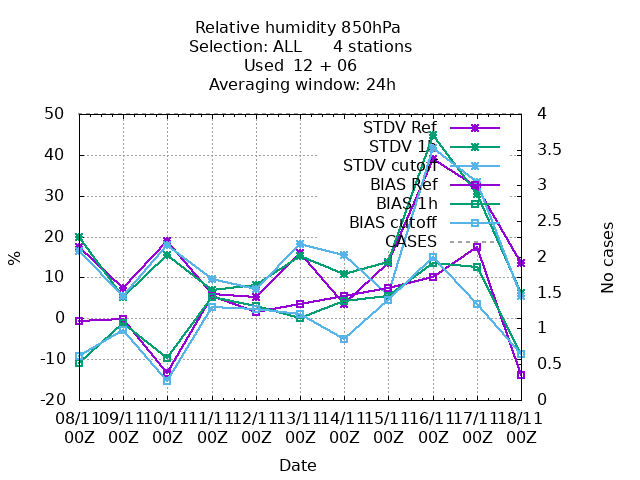 Relative humidity 850hPa
Selection: ALL 4 stations
Used 12 + 06
Averaging window: 24h
50
40
30
20
10
0
-10
-20
%
4
3.5
3
2.5
2
1.5
1
0.5
0
No cases
STDV Ref
STDV 1h
STDV cutoff
BIAS Ref
BIAS 1h
BIAS cutoff
CASES
08/11 09/11 10/11 11/11 12/11 13/11 14/11 15/11 16/11 17/11 18/11
00Z 00Z 00Z 00Z 00Z 00Z 00Z 00Z 00Z 00Z 00Z
Date